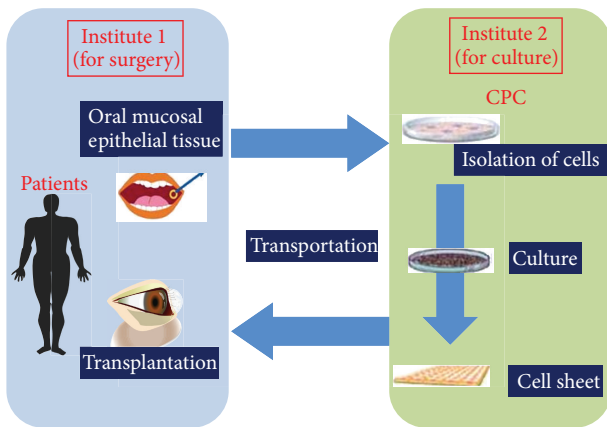 Institute 1
(for surgery)
Oral mucosal
epithelial tissue
Patients
Transplantation
Transportation
Institute 2
(for culture)
CPC
Isolation of cells
Culture
Cell sheet